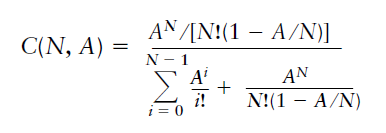 C(N, A) = A^N/[N!(1 − A/N)]
N − 1
∑ A^i/i! + A^N/N!(1 − A/N)
i = 0